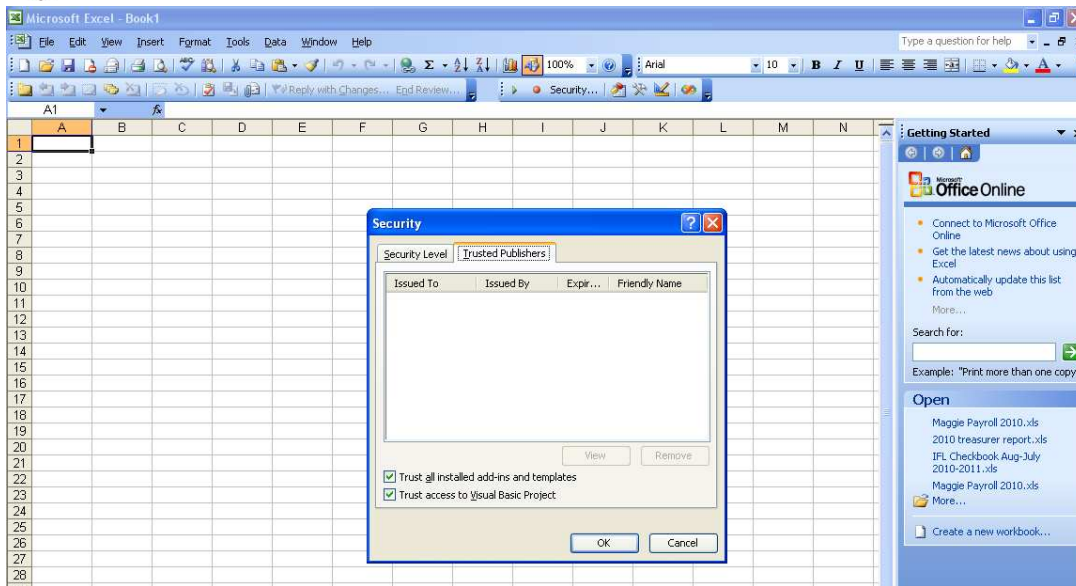 Microsoft Excel - Book1
File Edit View Insert Format Tools Data Window Help
Type a question for help
100%
Arial
10
B I U
Reply with Changes... End Review...
Security...
A1
fx
A B C D E F G H I J K L M N
1
2
3
4
5
6
7
8
9
10
11
12
13
14
15
16
17
18
19
20
21
22
23
24
25
26
27
28
Security
Security Level Trusted Publishers
Issued To Issued By Expir... Friendly Name
View Remove
Trust all installed add-ins and templates
Trust access to Visual Basic Project
OK Cancel
Getting Started
Microsoft
Office Online
Connect to Microsoft Office
Online
Get the latest news about using
Excel
Automatically update this list
from the web
More...
Search for:
Example: "Print more than one copy
Open
Maggie Payroll 2010.xls
2010 treasurer report.xls
IFL Checkbook Aug-July
2010-2011.xls
Maggie Payroll 2010.xls
More...
Create a new workbook...